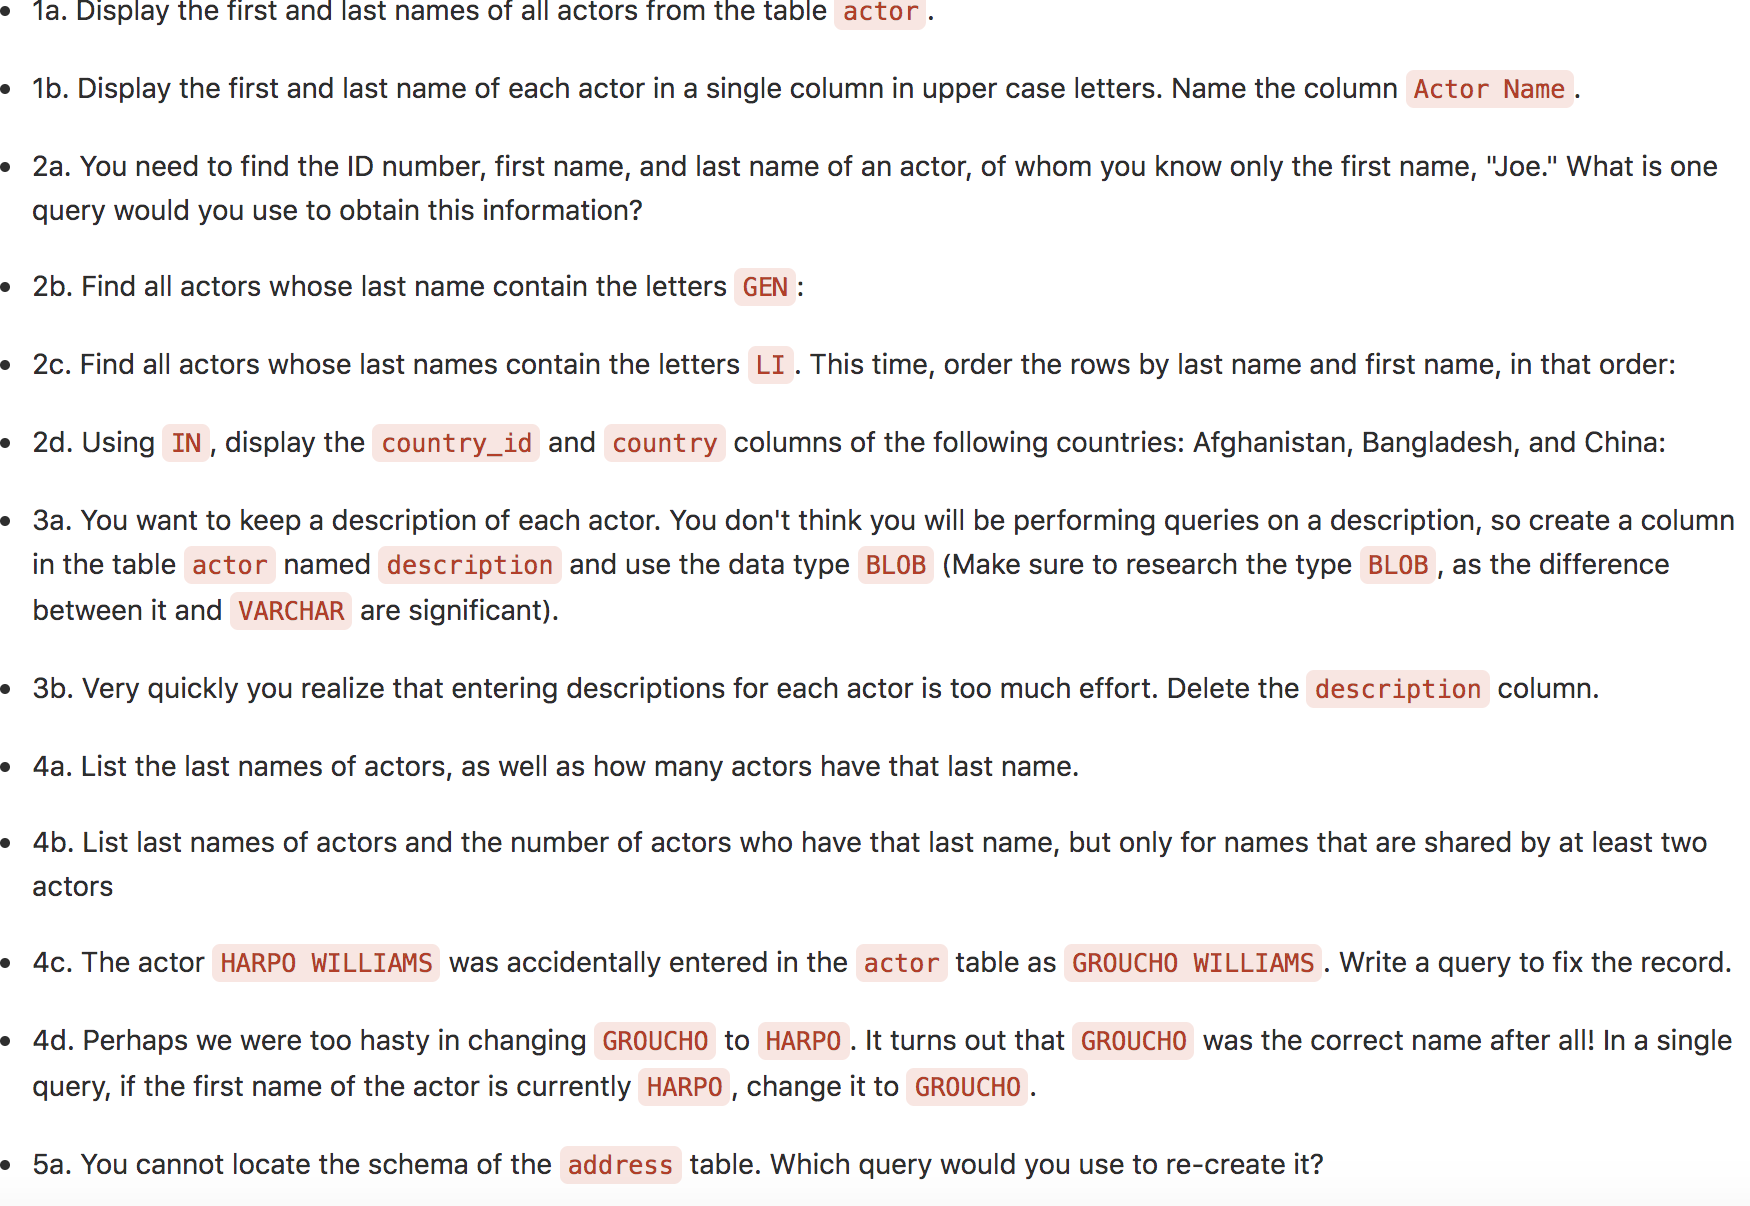 1a. Display the first and last names of all actors from the table actor.
1b. Display the first and last name of each actor in a single column in upper case letters. Name the column Actor Name.
2a. You need to find the ID number, first name, and last name of an actor, of whom you know only the first name, "Joe." What is one
query would you use to obtain this information?
2b. Find all actors whose last name contain the letters GEN:
2c. Find all actors whose last names contain the letters LI. This time, order the rows by last name and first name, in that order:
2d. Using IN, display the country_id and country columns of the following countries: Afghanistan, Bangladesh, and China:
3a. You want to keep a description of each actor. You don't think you will be performing queries on a description, so create a column
in the table actor named description and use the data type BLOB (Make sure to research the type BLOB, as the difference
between it and VARCHAR are significant).
3b. Very quickly you realize that entering descriptions for each actor is too much effort. Delete the description column.
4a. List the last names of actors, as well as how many actors have that last name.
4b. List last names of actors and the number of actors who have that last name, but only for names that are shared by at least two
actors
4c. The actor HARPO WILLIAMS was accidentally entered in the actor table as GROUCHO WILLIAMS. Write a query to fix the record.
4d. Perhaps we were too hasty in changing GROUCHO to HARPO. It turns out that GROUCHO was the correct name after all! In a single
query, if the first name of the actor is currently HARPO, change it to GROUCHO.
5a. You cannot locate the schema of the address table. Which query would you use to re-create it?